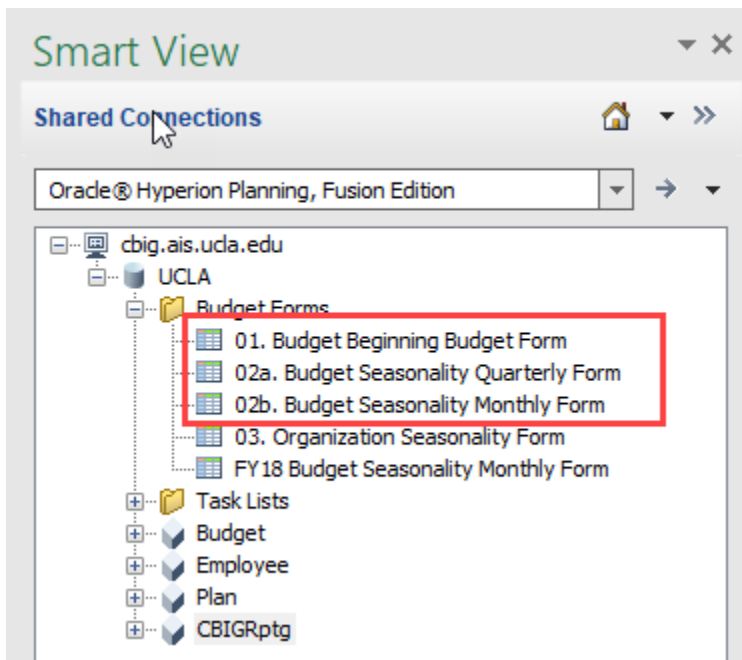 Smart View
Shared Connections
Oracle® Hyperion Planning, Fusion Edition
cbig.ais.ucla.edu
UCLA
Budget Forms
01. Budget Beginning Budget Form
02a. Budget Seasonality Quarterly Form
02b. Budget Seasonality Monthly Form
03. Organization Seasonality Form
FY18 Budget Seasonality Monthly Form
Task Lists
Budget
Employee
Plan
CBIGRptg